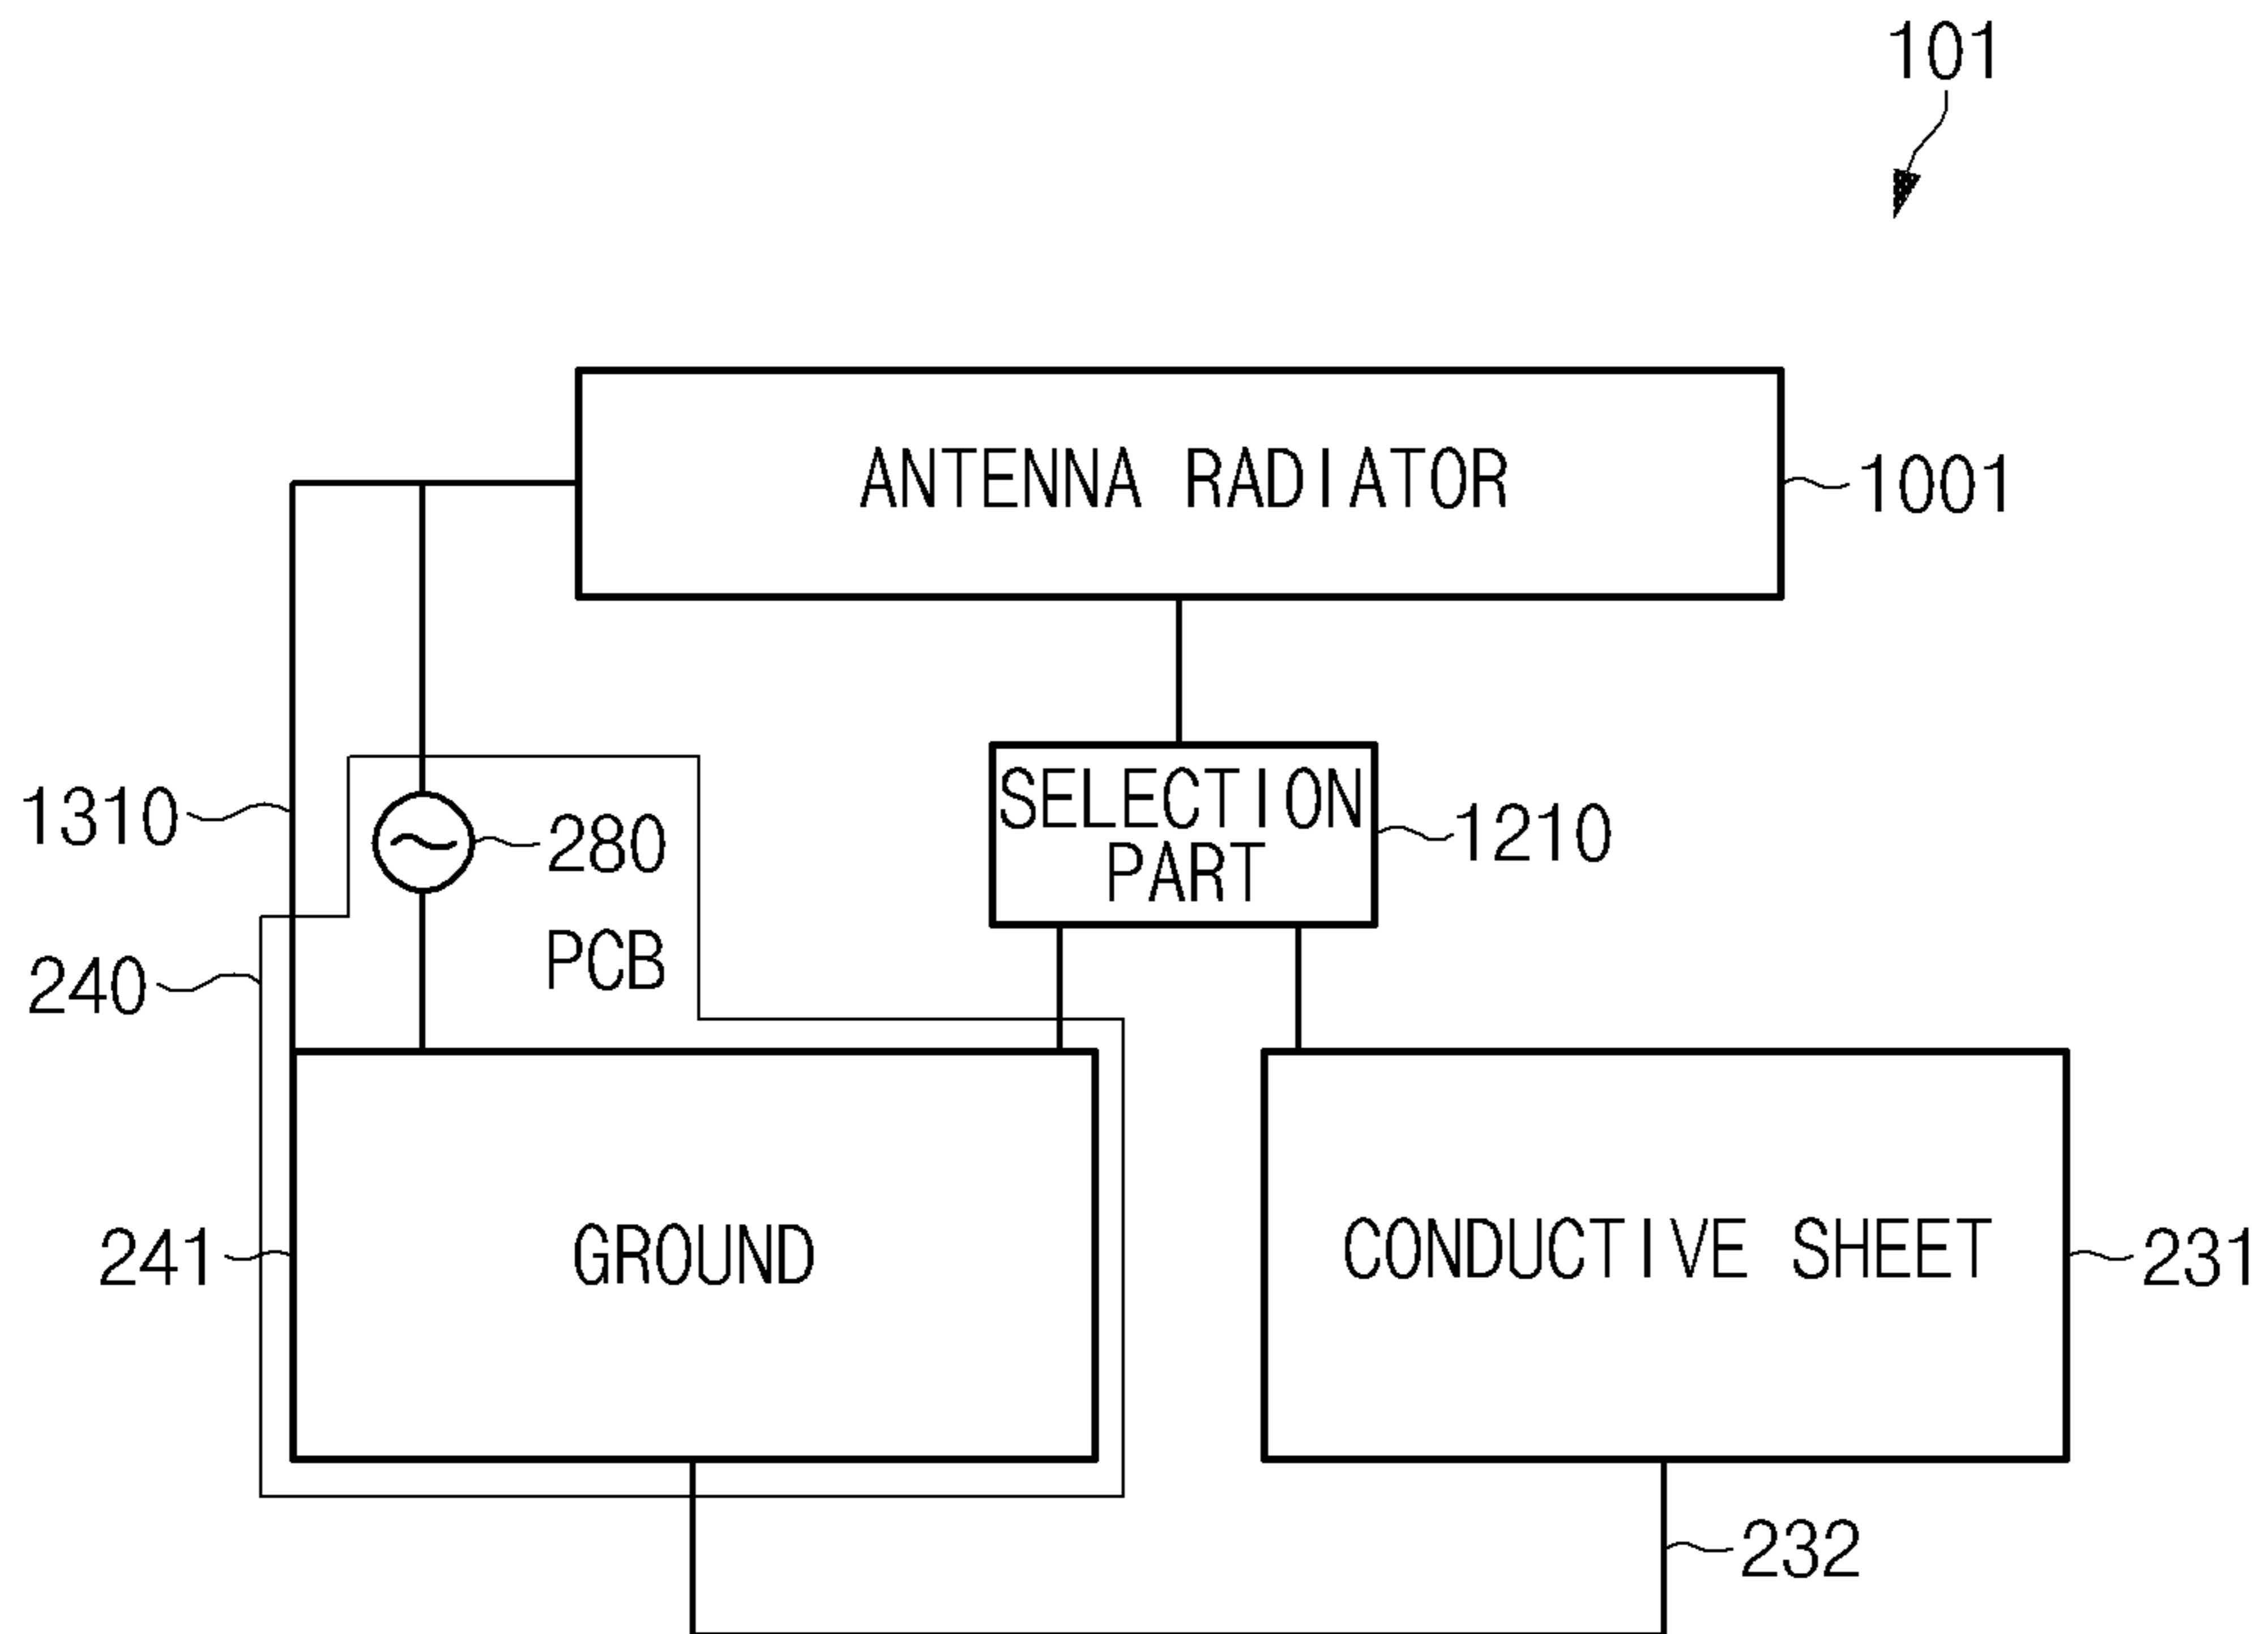 101
ANTENNA RADIATOR
1001
1310
280
SELECTION
PART
1210
240
PCB
241
GROUND
CONDUCTIVE SHEET
231
232